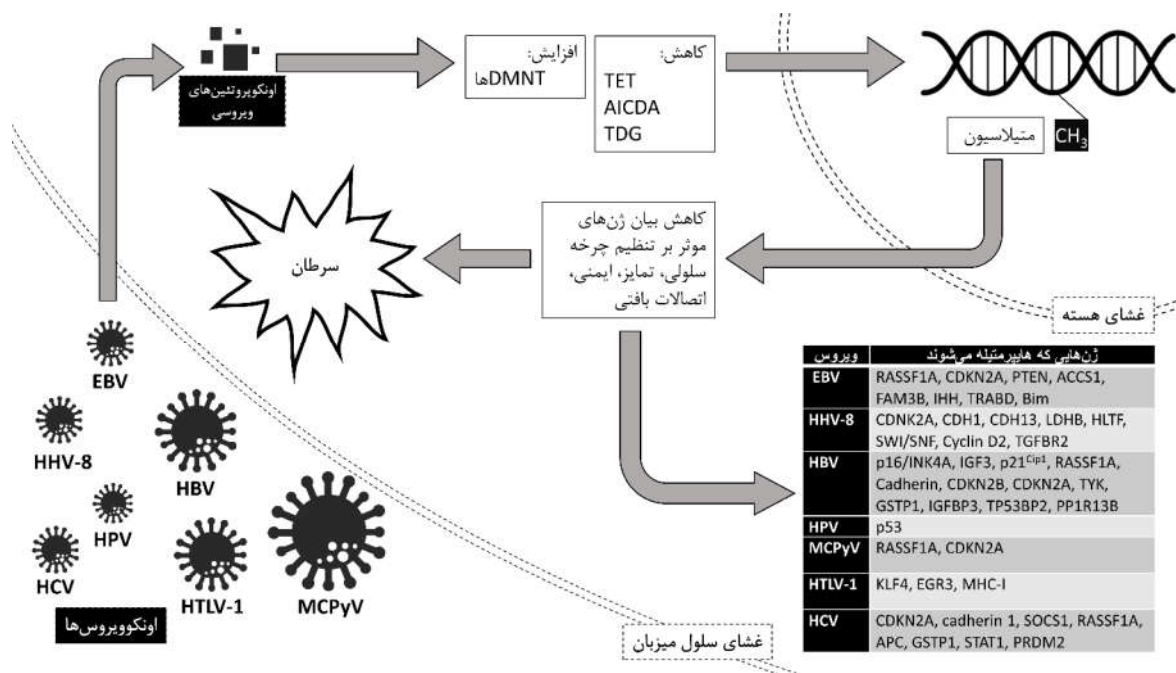 اونکوپروتئین‌های
ویروسی
افزایش:
DMNTها
کاهش:
TET
AICDA
TDG
متیلاسیون
CH₃
کاهش بیان ژن‌های
موثر بر تنظیم چرخه
سلولی، تمایز، ایمنی،
اتصالات بافتی
سرطان
غشای هسته
EBV
HHV-8
HBV
HPV
HCV
HTLV-1
MCPyV
اونکوویروس‌ها
غشای سلول میزبان
ویروس ژن‌هایی که هایپرمتیله می‌شوند
EBV RASSF1A, CDKN2A, PTEN, ACCS1,
FAM3B, IHH, TRABD, Bim
HHV-8 CDNK2A, CDH1, CDH13, LDHB, HLTF,
SWI/SNF, Cyclin D2, TGFBR2
HBV p16/INK4A, IGF3, p21ᶜⁱᵖ¹, RASSF1A,
Cadherin, CDKN2B, CDKN2A, TYK,
GSTP1, IGFBP3, TP53BP2, PP1R13B
HPV p53
MCPyV RASSF1A, CDKN2A
HTLV-1 KLF4, EGR3, MHC-I
HCV CDKN2A, cadherin 1, SOCS1, RASSF1A,
APC, GSTP1, STAT1, PRDM2